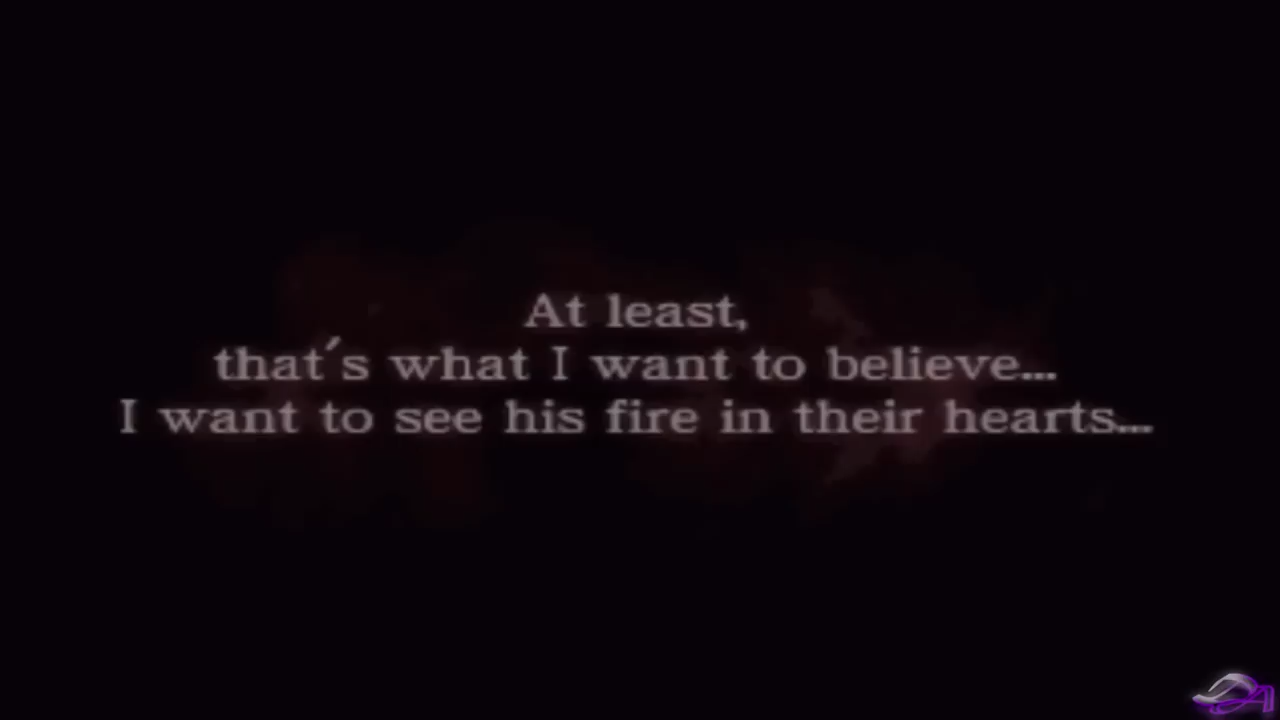 At least,
that´s what I want to believe...
I want to see his fire in their hearts...